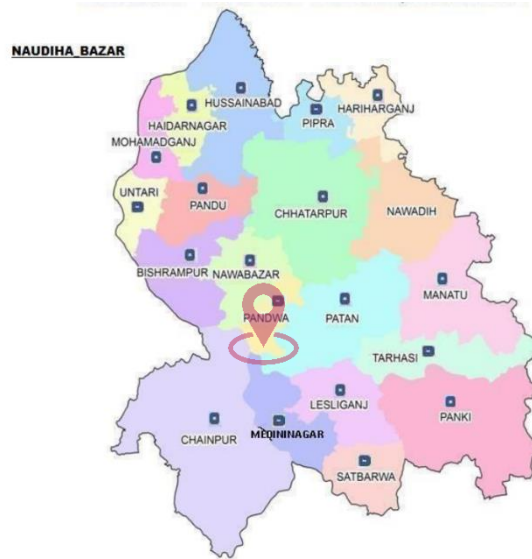 NAUDIHA_BAZAR
HUSSAINABAD
HARIHARGANJ
PIPRA
HAIDARNAGAR
MOHAMADGANJ
UNTARI
PANDU
CHHATARPUR
NAWADIH
BISHRAMPUR
NAWABAZAR
MANATU
PANDWA
PATAN
TARHASI
LESLIGANJ
PANKI
CHAINPUR
MEDININAGAR
SATBARWA